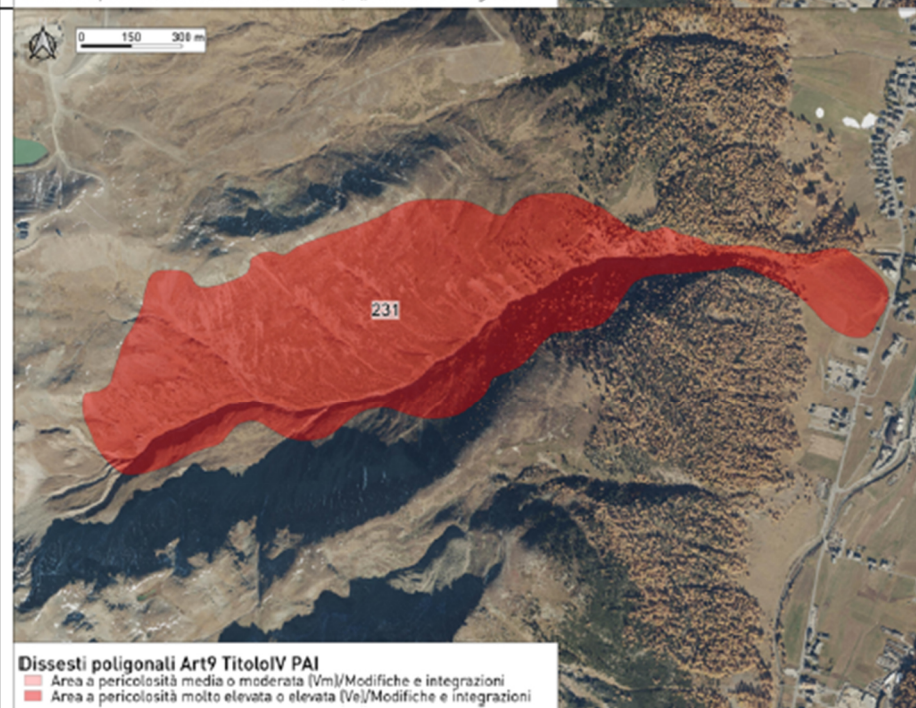 0 150 300 m
231
Dissesti poligonali Art9 TitoloIV PAI
Area a pericolosità media o moderata (Vm)/Modifiche e integrazioni
Area a pericolosità molto elevata o elevata (Ve)/Modifiche e integrazioni